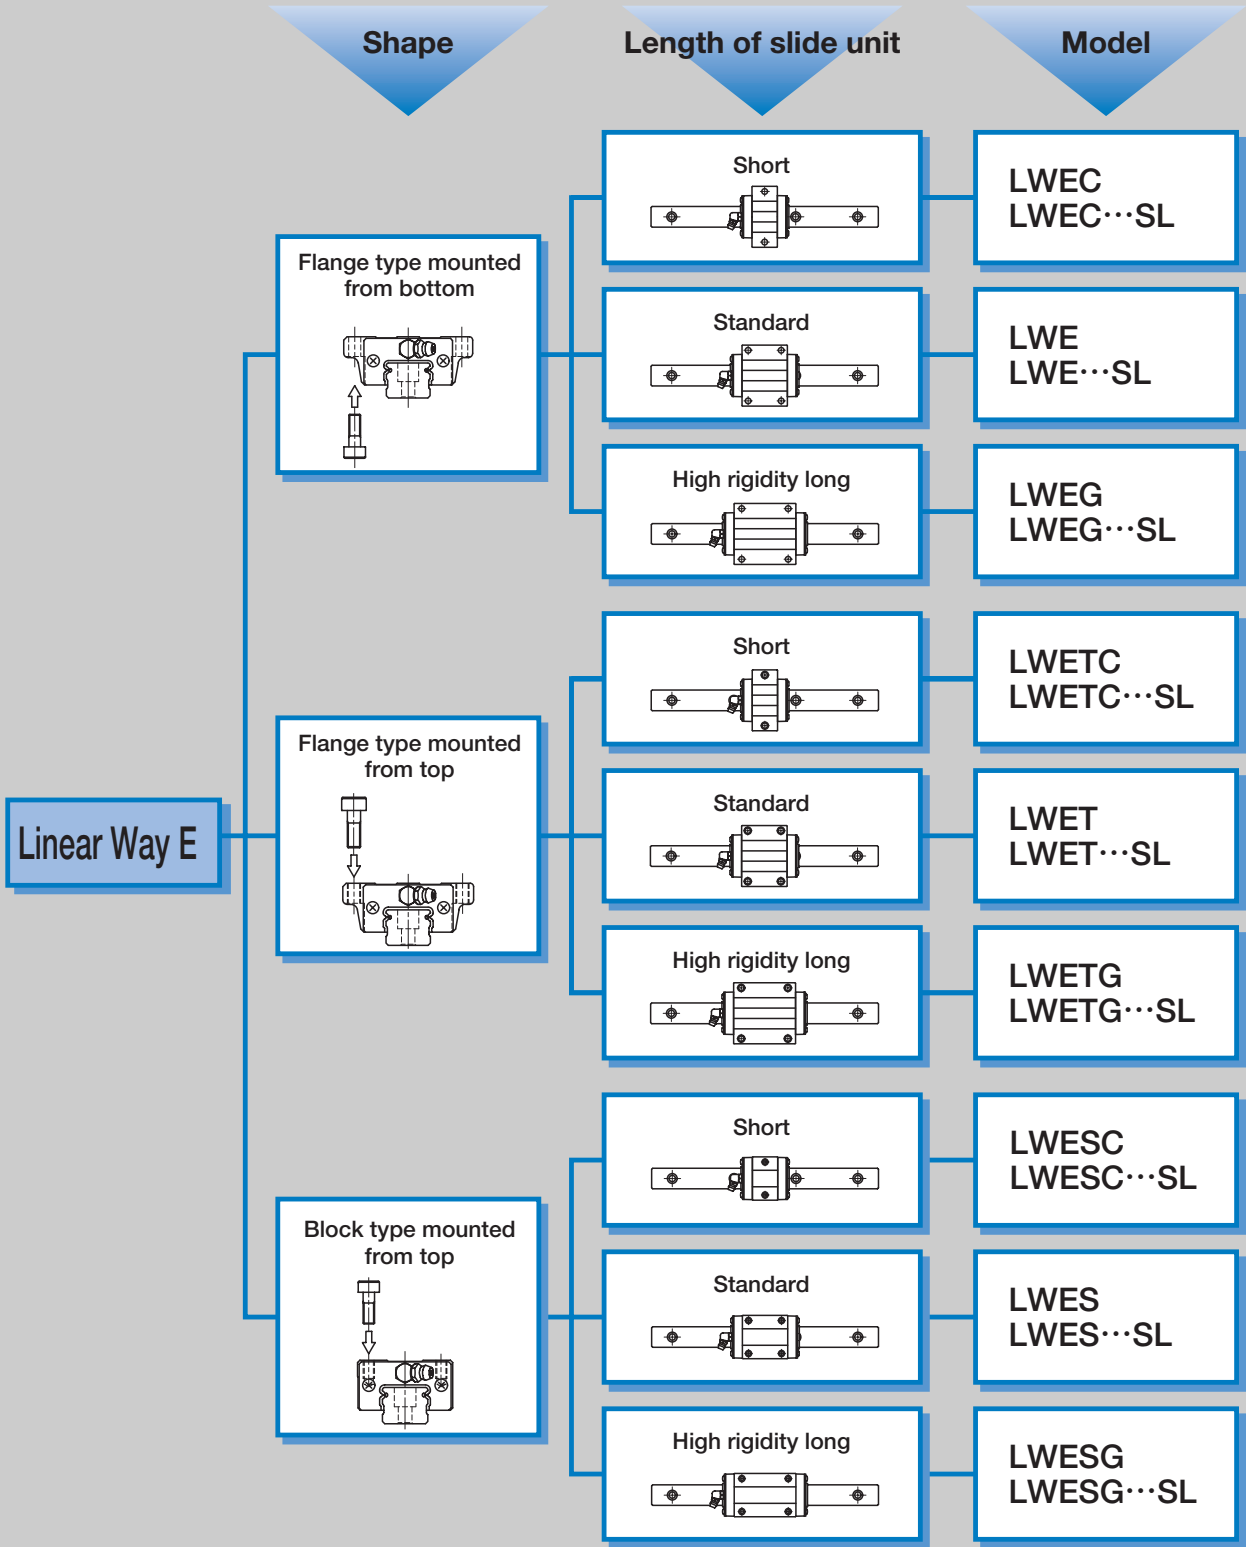 Shape
Length of slide unit
Model
Linear Way E
Flange type mounted
from bottom
Short
LWEC
LWEC···SL
Standard
LWE
LWE···SL
High rigidity long
LWEG
LWEG···SL
Flange type mounted
from top
Short
LWETC
LWETC···SL
Standard
LWET
LWET···SL
High rigidity long
LWETG
LWETG···SL
Block type mounted
from top
Short
LWESC
LWESC···SL
Standard
LWES
LWES···SL
High rigidity long
LWESG
LWESG···SL